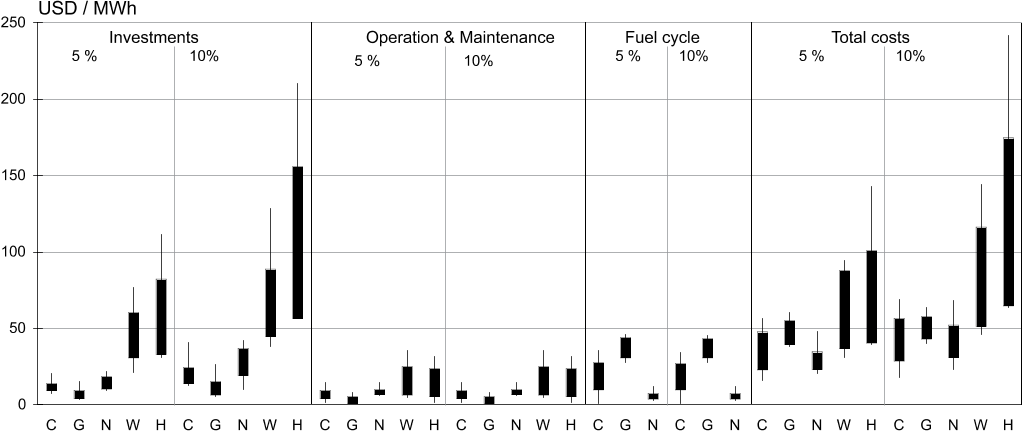 USD / MWh
250
Investments Operation & Maintenance Fuel cycle Total costs
5 % 10% 5 % 10% 5 % 10% 5 % 10%
200
150
100
50
0
C G N W H C G N W H C G N W H C G N W H C G N C G N C G N W H C G N W H